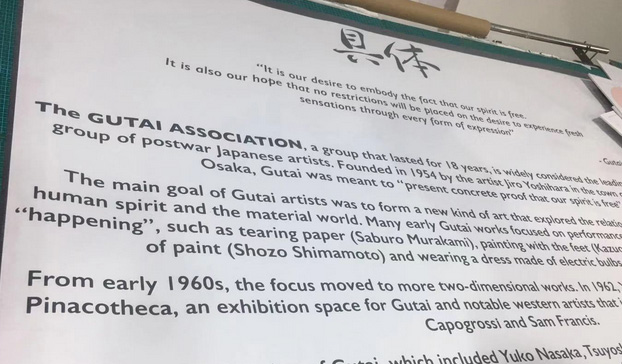 具体
"It is our desire to embody the fact that our spirit is free.
It is also our hope that no restrictions will be placed on the desire to experience fresh
sensations through every form of expression"
- Gutai
The GUTAI ASSOCIATION, a group that lasted for 18 years, is widely considered the leadin
group of postwar Japanese artists. Founded in 1954 by the artist Jiro Yoshihara in the town
Osaka, Gutai was meant to "present concrete proof that our spirit is free"
The main goal of Gutai artists was to form a new kind of art that explored the relatio
human spirit and the material world. Many early Gutai works focused on performanc
"happening", such as tearing paper (Saburo Murakami), painting with the feet (Kazuo
of paint (Shozo Shimamoto) and wearing a dress made of electric bulbs
From early 1960s, the focus moved to more two-dimensional works. In 1962,
Pinacotheca, an exhibition space for Gutai and notable western artists that
Capogrossi and Sam Francis.
of Gutai, which included Yuko Nasaka, Tsuyosh